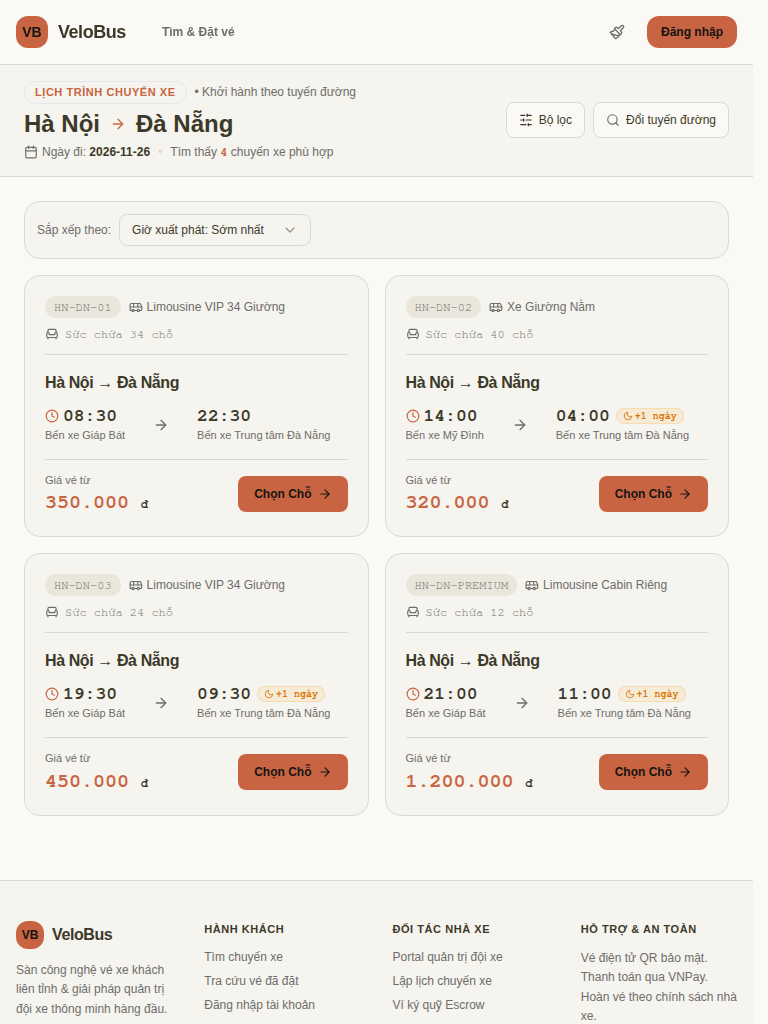 VB VeloBus Tìm & Đặt vé Đăng nhập
LỊCH TRÌNH CHUYẾN XE • Khởi hành theo tuyến đường
Hà Nội → Đà Nẵng
Bộ lọc Đổi tuyến đường
Ngày đi: 2026-11-26 • Tìm thấy 4 chuyến xe phù hợp
Sắp xếp theo: Giờ xuất phát: Sớm nhất
HN-DN-01 Limousine VIP 34 Giường
Sức chứa 34 chỗ
Hà Nội → Đà Nẵng
08:30 → 22:30
Bến xe Giáp Bát Bến xe Trung tâm Đà Nẵng
Giá vé từ
350.000 đ
Chọn Chỗ →
HN-DN-02 Xe Giường Nằm
Sức chứa 40 chỗ
Hà Nội → Đà Nẵng
14:00 → 04:00 +1 ngày
Bến xe Mỹ Đình Bến xe Trung tâm Đà Nẵng
Giá vé từ
320.000 đ
Chọn Chỗ →
HN-DN-03 Limousine VIP 34 Giường
Sức chứa 24 chỗ
Hà Nội → Đà Nẵng
19:30 → 09:30 +1 ngày
Bến xe Giáp Bát Bến xe Trung tâm Đà Nẵng
Giá vé từ
450.000 đ
Chọn Chỗ →
HN-DN-PREMIUM Limousine Cabin Riêng
Sức chứa 12 chỗ
Hà Nội → Đà Nẵng
21:00 → 11:00 +1 ngày
Bến xe Giáp Bát Bến xe Trung tâm Đà Nẵng
Giá vé từ
1.200.000 đ
Chọn Chỗ →
VB VeloBus
Sàn công nghệ vé xe khách
liên tỉnh & giải pháp quản trị
đội xe thông minh hàng đầu.
HÀNH KHÁCH
Tìm chuyến xe
Tra cứu vé đã đặt
Đăng nhập tài khoản
ĐỐI TÁC NHÀ XE
Portal quản trị đội xe
Lập lịch chuyến xe
Ví ký quỹ Escrow
HỖ TRỢ & AN TOÀN
Vé điện tử QR bảo mật.
Thanh toán qua VNPay.
Hoàn vé theo chính sách nhà
xe.